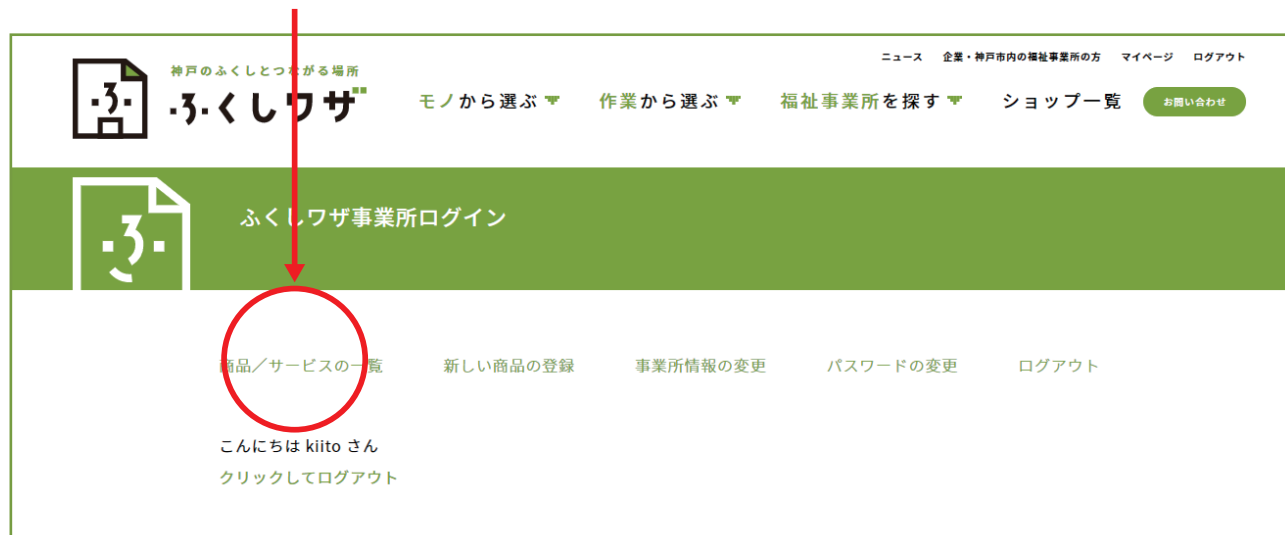 ニュース 企業・神戸市内の福祉事業所の方 マイページ ログアウト
神戸のふくしとつながる場所
ふくしワザ
モノから選ぶ 作業から選ぶ 福祉事業所を探す ショップ一覧 お問い合わせ
ふくしワザ事業所ログイン
商品／サービスの一覧 新しい商品の登録 事業所情報の変更 パスワードの変更 ログアウト
こんにちは kiito さん
クリックしてログアウト